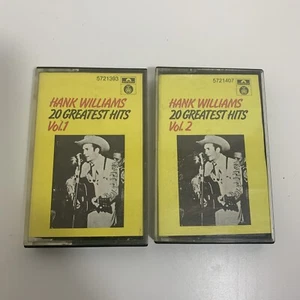 5721393
HANK WILLIAMS
20 GREATEST HITS
Vol.1
5721407
HANK WILLIAMS
20 GREATEST HITS
Vol. 2